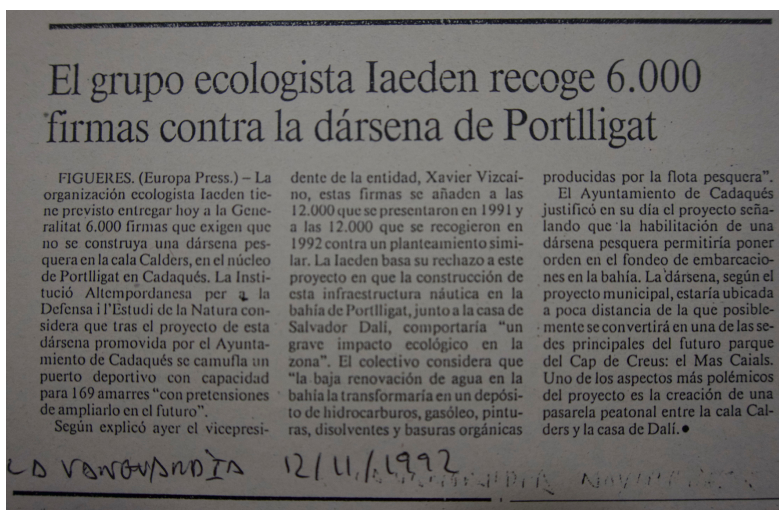 El grupo ecologista Iaeden recoge 6.000
firmas contra la dársena de Portlligat
FIGUERES. (Europa Press.) – La
organización ecologista Iaeden tie-
ne previsto entregar hoy a la Gene-
ralitat 6.000 firmas que exigen que
no se construya una dársena pes-
quera en la cala Calders, en el núcleo
de Portlligat en Cadaqués. La Insti-
tució Altempordanesa per a la
Defensa i l'Estudi de la Natura con-
sidera que tras el proyecto de esta
dársena promovida por el Ayunta-
miento de Cadaqués se camufla un
puerto deportivo con capacidad
para 169 amarres “con pretensiones
de ampliarlo en el futuro”.
Según explicó ayer el vicepresi-
dente de la entidad, Xavier Vizcaí-
no, estas firmas se añaden a las
12.000 que se presentaron en 1991 y
a las 12.000 que se recogieron en
1992 contra un planteamiento simi-
lar. La Iaeden basa su rechazo a este
proyecto en que la construcción de
esta infraestructura náutica en la
bahía de Portlligat, junto a la casa de
Salvador Dalí, comportaría “un
grave impacto ecológico en la
zona”. El colectivo considera que
“la baja renovación de agua en la
bahía la transformaría en un depósi-
to de hidrocarburos, gasóleo, pintu-
ras, disolventes y basuras orgánicas
producidas por la flota pesquera”.
El Ayuntamiento de Cadaqués
justificó en su día el proyecto seña-
lando que la habilitación de una
dársena pesquera permitiría poner
orden en el fondeo de embarcacio-
nes en la bahía. La dársena, según el
proyecto municipal, estaría ubicada
a poca distancia de la que posible-
mente se convertirá en una de las se-
des principales del futuro parque
del Cap de Creus: el Mas Caials.
Uno de los aspectos más polémicos
del proyecto es la creación de una
pasarela peatonal entre la cala Cal-
ders y la casa de Dalí.●
LA VANGUARDIA 12/11/1992